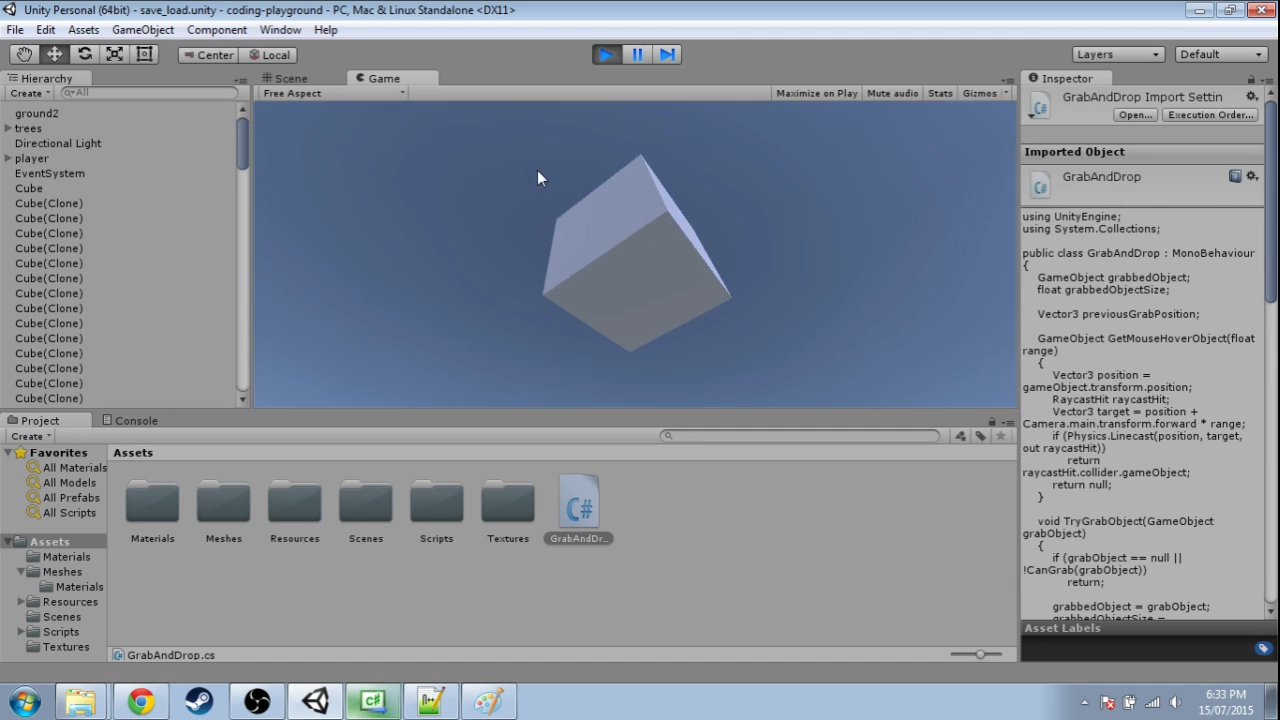 Unity Personal (64bit) - save_load.unity - coding-playground - PC, Mac & Linux Standalone <DX11>
File Edit Assets GameObject Component Window Help
Center Local Layers Default
Hierarchy
Create All
ground2
trees
Directional Light
player
EventSystem
Cube
Cube(Clone)
Cube(Clone)
Cube(Clone)
Cube(Clone)
Cube(Clone)
Cube(Clone)
Cube(Clone)
Cube(Clone)
Cube(Clone)
Cube(Clone)
Cube(Clone)
Cube(Clone)
Cube(Clone)
Cube(Clone)
Scene Game
Free Aspect Maximize on Play Mute audio Stats Gizmos
Inspector
GrabAndDrop Import Settin
Open... Execution Order...
Imported Object
GrabAndDrop
using UnityEngine;
using System.Collections;
public class GrabAndDrop : MonoBehaviour
{
GameObject grabbedObject;
float grabbedObjectSize;
Vector3 previousGrabPosition;
GameObject GetMouseHoverObject(float
range)
{
Vector3 position =
gameObject.transform.position;
RaycastHit raycastHit;
Vector3 target = position +
Camera.main.transform.forward * range;
if (Physics.Linecast(position, target,
out raycastHit))
return
raycastHit.collider.gameObject;
return null;
}
void TryGrabObject(GameObject
grabObject)
{
if (grabObject == null ||
!CanGrab(grabObject))
return;
grabbedObject = grabObject;
grabbedObjectSize =
Asset Labels
Project Console
Create
Favorites
All Materials
All Models
All Prefabs
All Scripts
Assets
Materials
Meshes
Materials
Resources
Scenes
Scripts
Textures
Assets
Materials Meshes Resources Scenes Scripts Textures GrabAndDr...
GrabAndDrop.cs
C#
C#
C#
C#
6:33 PM
15/07/2015